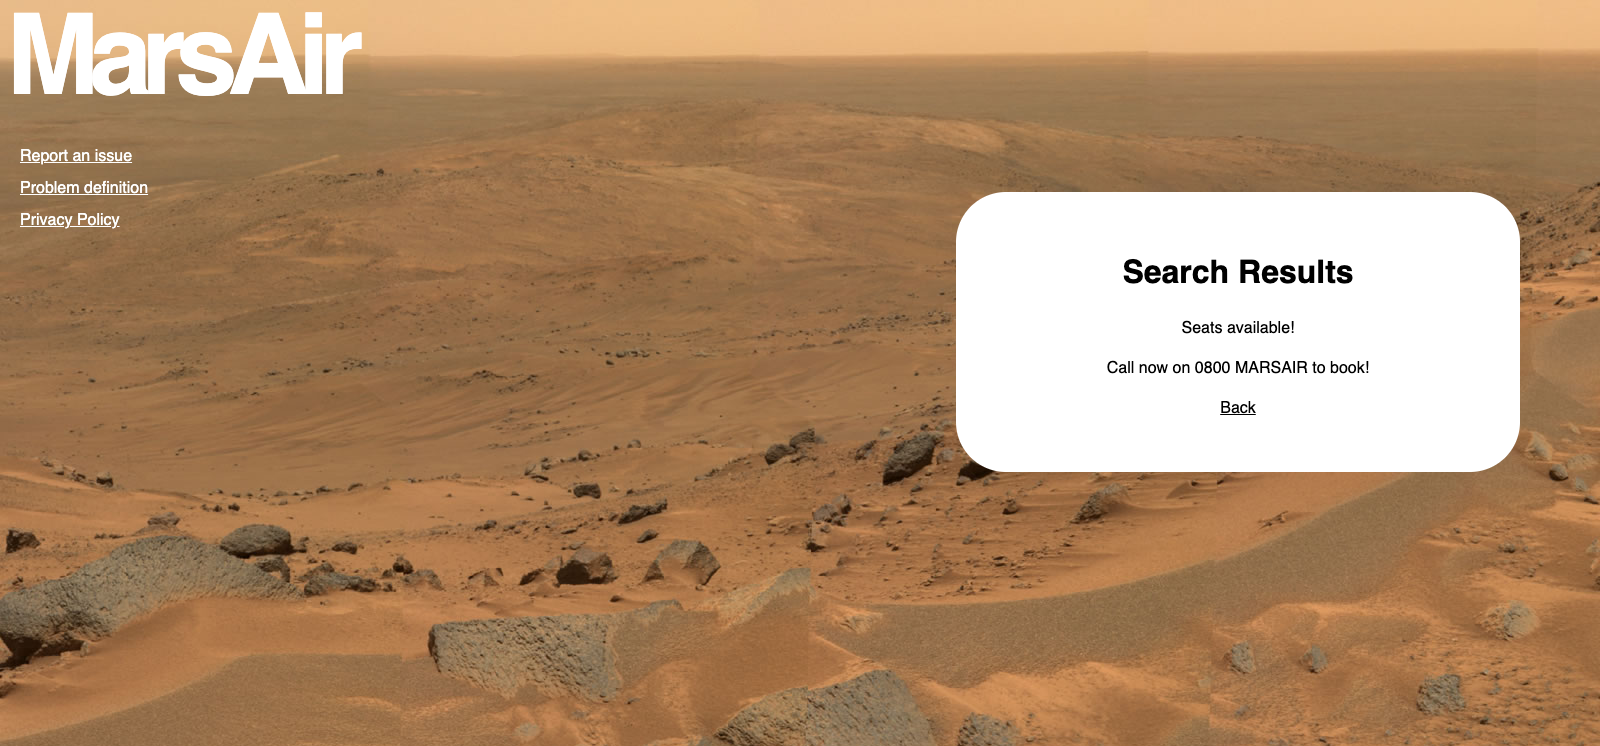 MarsAir
Report an issue
Problem definition
Privacy Policy
Search Results
Seats available!
Call now on 0800 MARSAIR to book!
Back